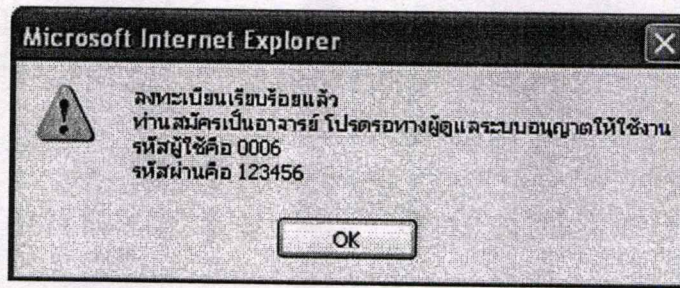 Microsoft Internet Explorer
ลงทะเบียนเรียบร้อยแล้ว
ท่านสมัครเป็นอาจารย์ โปรดรอทางผู้ดูแลระบบอนุญาตให้ใช้งาน
รหัสผู้ใช้คือ 0006
รหัสผ่านคือ 123456
OK